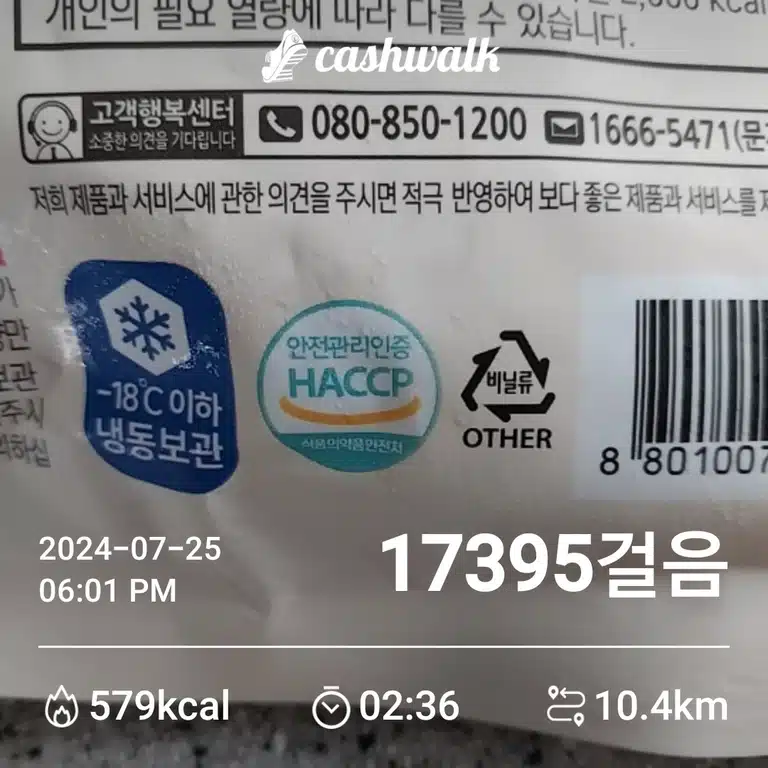 개인의 필요 열량에 따라 다를 수 있습니다.
cashwalk
고객행복센터
소중한 의견을 기다립니다
080-850-1200
1666-5471(문
저희 제품과 서비스에 관한 의견을 주시면 적극 반영하여 보다 좋은 제품과 서비스를
가
보관
주시
-18℃ 이하
냉동보관
안전관리인증
HACCP
식품의약품안전처
비닐류
OTHER
8 801007
2024-07-25
06:01 PM
17395걸음
579kcal
02:36
10.4km